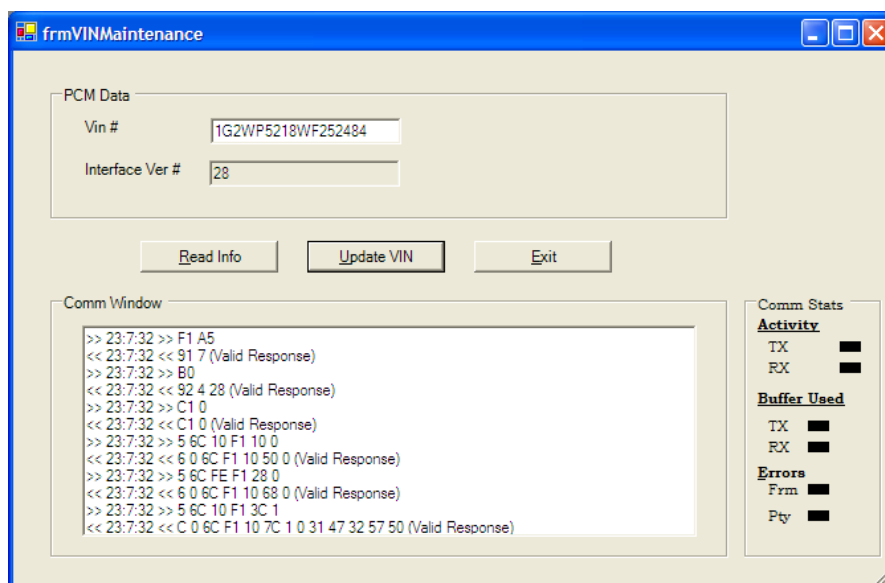 frmVINMaintenance
PCM Data
Vin # 1G2WP5218WF252484
Interface Ver # 28
Read Info Update VIN Exit
Comm Window
>> 23:7:32 >> F1 A5
<< 23:7:32 << 91 7 (Valid Response)
>> 23:7:32 >> B0
<< 23:7:32 << 92 4 28 (Valid Response)
>> 23:7:32 >> C1 0
<< 23:7:32 << C1 0 (Valid Response)
>> 23:7:32 >> 5 6C 10 F1 10 0
<< 23:7:32 << 6 0 6C F1 10 50 0 (Valid Response)
>> 23:7:32 >> 5 6C FE F1 28 0
<< 23:7:32 << 6 0 6C F1 10 68 0 (Valid Response)
>> 23:7:32 >> 5 6C 10 F1 3C 1
<< 23:7:32 << C 0 6C F1 10 7C 1 0 31 47 32 57 50 (Valid Response)
Comm Stats
Activity
TX
RX
Buffer Used
TX
RX
Errors
Frm
Pty